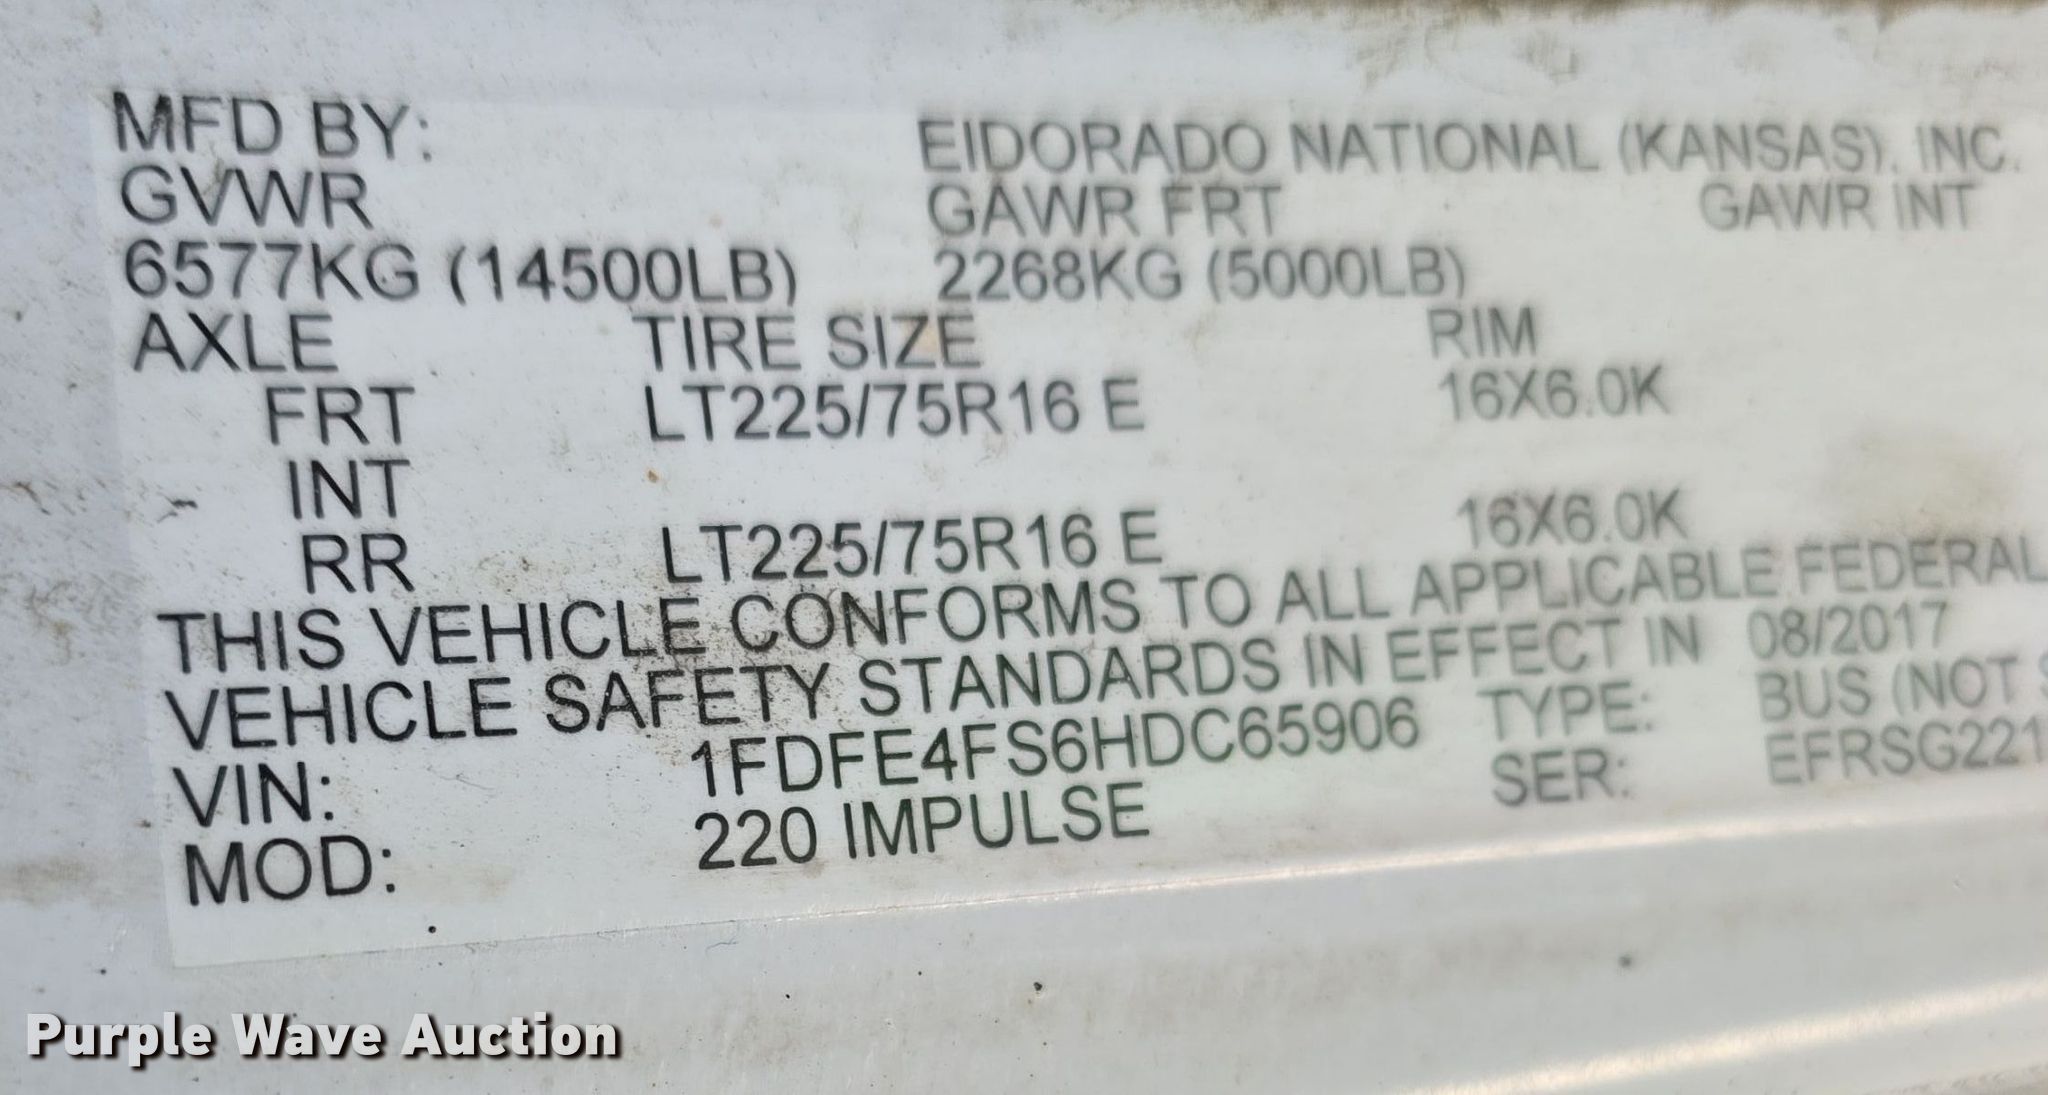 MFD BY: EIDORADO NATIONAL (KANSAS), INC.
GVWR GAWR FRT GAWR INT
6577KG (14500LB) 2268KG (5000LB)
AXLE TIRE SIZE RIM
FRT LT225/75R16 E 16X6.0K
INT
RR LT225/75R16 E 16X6.0K
THIS VEHICLE CONFORMS TO ALL APPLICABLE FEDERAL
VEHICLE SAFETY STANDARDS IN EFFECT IN 08/2017
VIN: 1FDFE4FS6HDC65906 TYPE: BUS (NOT
MOD: 220 IMPULSE SER: EFRSG221
Purple Wave Auction